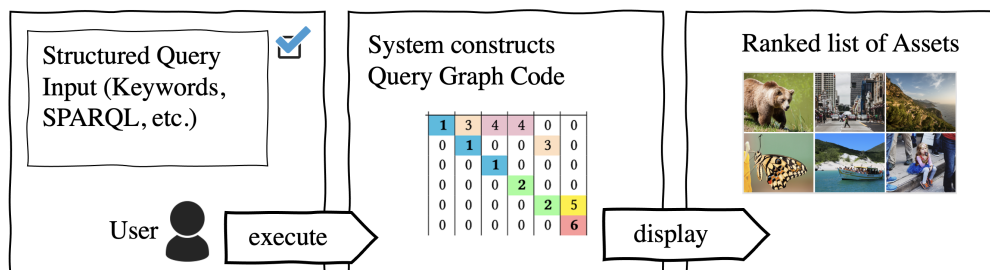 Structured Query
Input (Keywords,
SPARQL, etc.)
User
execute
System constructs
Query Graph Code
1 3 4 4 0 0
0 1 0 0 3 0
0 0 1 0 0 0
0 0 0 2 0 0
0 0 0 0 2 5
0 0 0 0 0 6
display
Ranked list of Assets